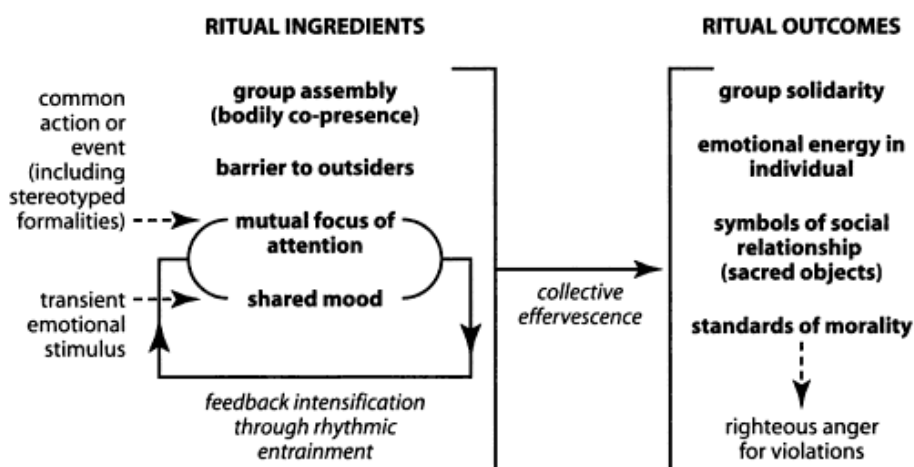 RITUAL INGREDIENTS
common
action or
event
(including
stereotyped
formalities)
transient
emotional
stimulus
group assembly
(bodily co-presence)
barrier to outsiders
mutual focus of
attention
shared mood
feedback intensification
through rhythmic
entrainment
collective
effervescence
RITUAL OUTCOMES
group solidarity
emotional energy in
individual
symbols of social
relationship
(sacred objects)
standards of morality
righteous anger
for violations